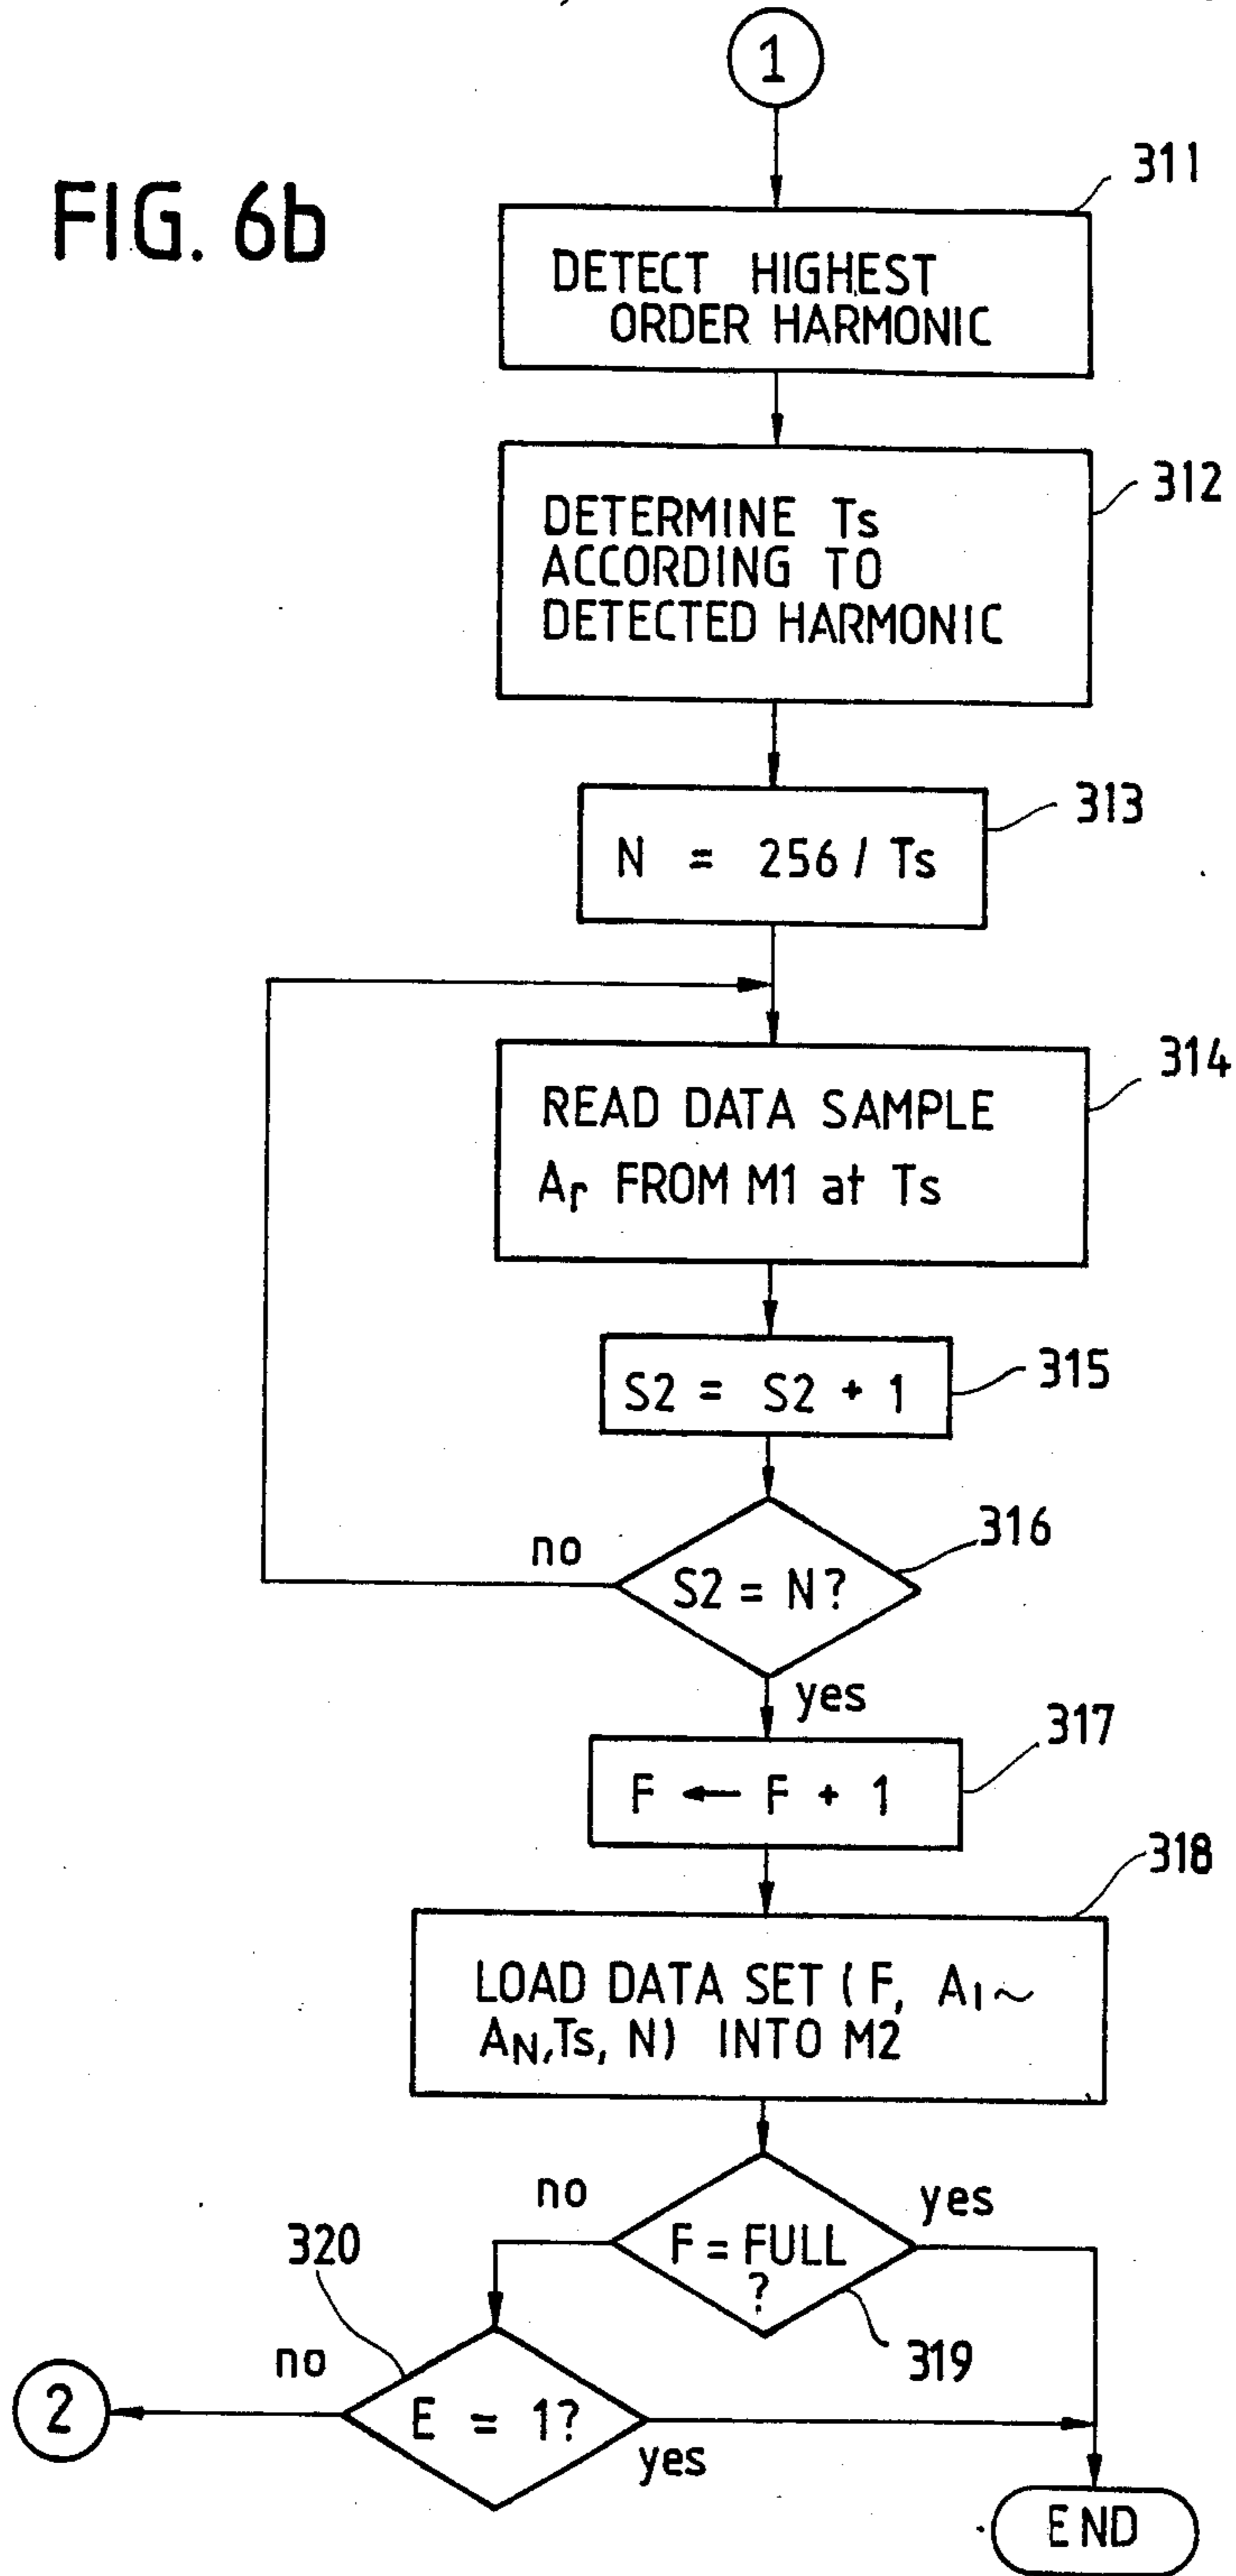 1
FIG. 6b
311
DETECT HIGHEST
ORDER HARMONIC
312
DETERMINE Ts
ACCORDING TO
DETECTED HARMONIC
313
N = 256 / Ts
314
READ DATA SAMPLE
Ar FROM M1 at Ts
315
S2 = S2 + 1
316
no
S2 = N?
yes
317
F ← F + 1
318
LOAD DATA SET ( F, A1 ~
AN, Ts, N) INTO M2
no
yes
F = FULL
?
319
320
no
2
E = 1?
yes
END